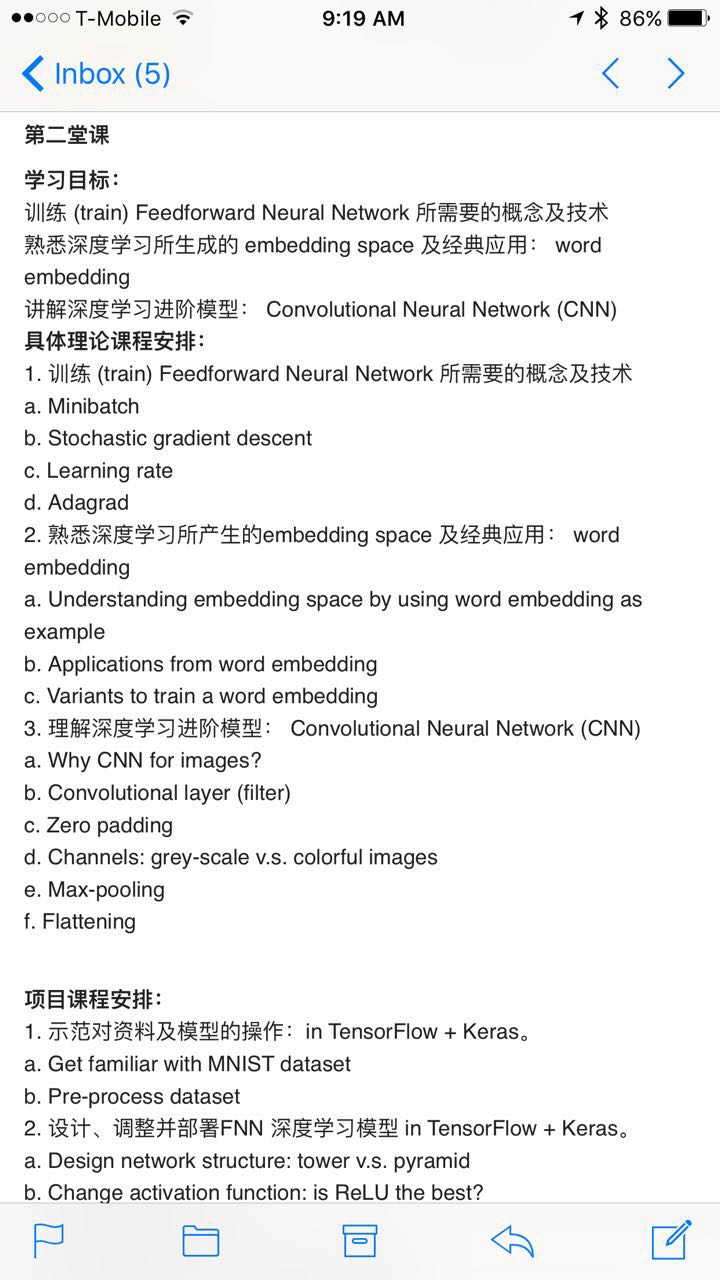 T-Mobile 9:19 AM 86%
Inbox (5)
第二堂课
学习目标：
训练 (train) Feedforward Neural Network 所需要的概念及技术
熟悉深度学习所生成的 embedding space 及经典应用： word
embedding
讲解深度学习进阶模型： Convolutional Neural Network (CNN)
具体理论课程安排：
1. 训练 (train) Feedforward Neural Network 所需要的概念及技术
a. Minibatch
b. Stochastic gradient descent
c. Learning rate
d. Adagrad
2. 熟悉深度学习所产生的embedding space 及经典应用： word
embedding
a. Understanding embedding space by using word embedding as
example
b. Applications from word embedding
c. Variants to train a word embedding
3. 理解深度学习进阶模型： Convolutional Neural Network (CNN)
a. Why CNN for images?
b. Convolutional layer (filter)
c. Zero padding
d. Channels: grey-scale v.s. colorful images
e. Max-pooling
f. Flattening
项目课程安排：
1. 示范对资料及模型的操作：in TensorFlow + Keras。
a. Get familiar with MNIST dataset
b. Pre-process dataset
2. 设计、调整并部署FNN 深度学习模型 in TensorFlow + Keras。
a. Design network structure: tower v.s. pyramid
b. Change activation function: is ReLU the best?